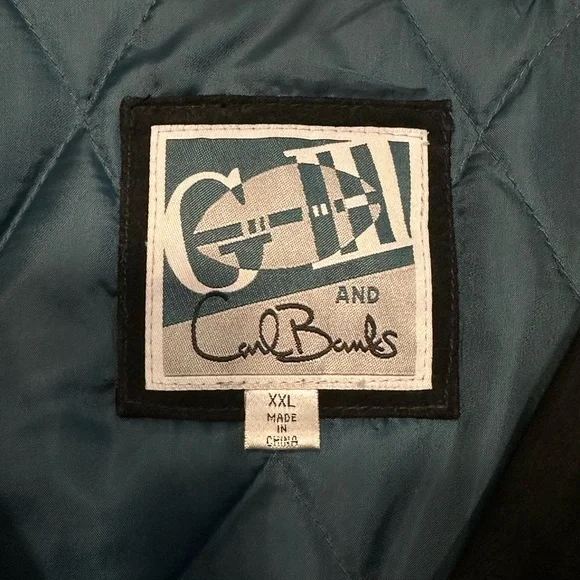 G-III
AND
Carl Banks
XXL
MADE
IN
CHINA